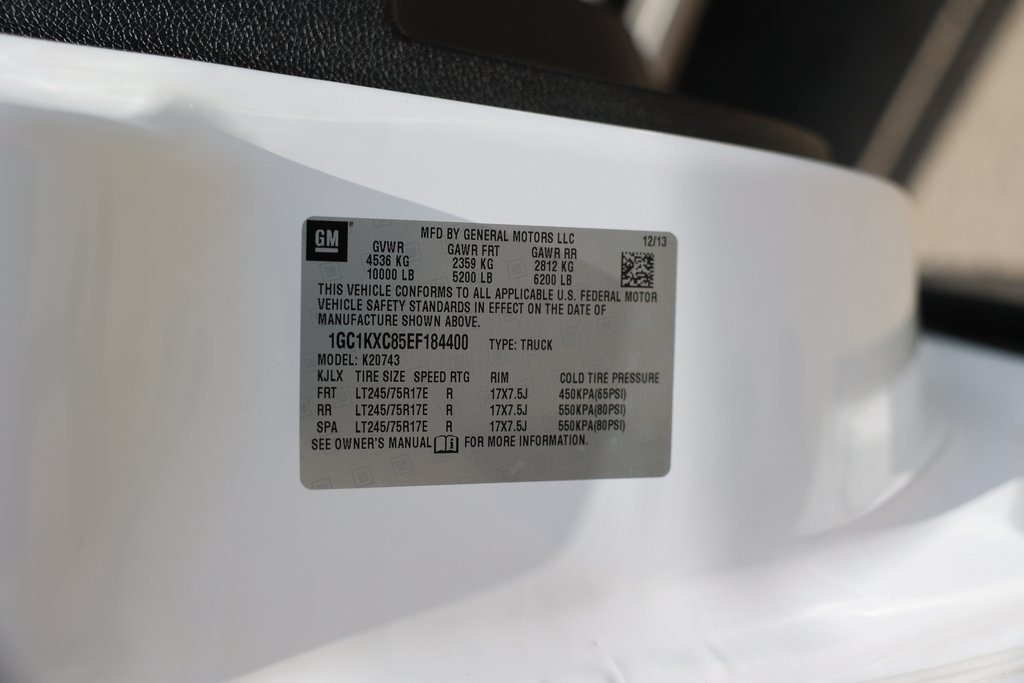 GM
MFD BY GENERAL MOTORS LLC 12/13
GVWR GAWR FRT GAWR RR
4536 KG 2359 KG 2812 KG
10000 LB 5200 LB 6200 LB
THIS VEHICLE CONFORMS TO ALL APPLICABLE U.S. FEDERAL MOTOR
VEHICLE SAFETY STANDARDS IN EFFECT ON THE DATE OF
MANUFACTURE SHOWN ABOVE.
1GC1KXC85EF184400 TYPE: TRUCK
MODEL: K20743
KJLX TIRE SIZE SPEED RTG RIM COLD TIRE PRESSURE
FRT LT245/75R17E R 17X7.5J 450KPA(65PSI)
RR LT245/75R17E R 17X7.5J 550KPA(80PSI)
SPA LT245/75R17E R 17X7.5J 550KPA(80PSI)
SEE OWNER'S MANUAL i FOR MORE INFORMATION.